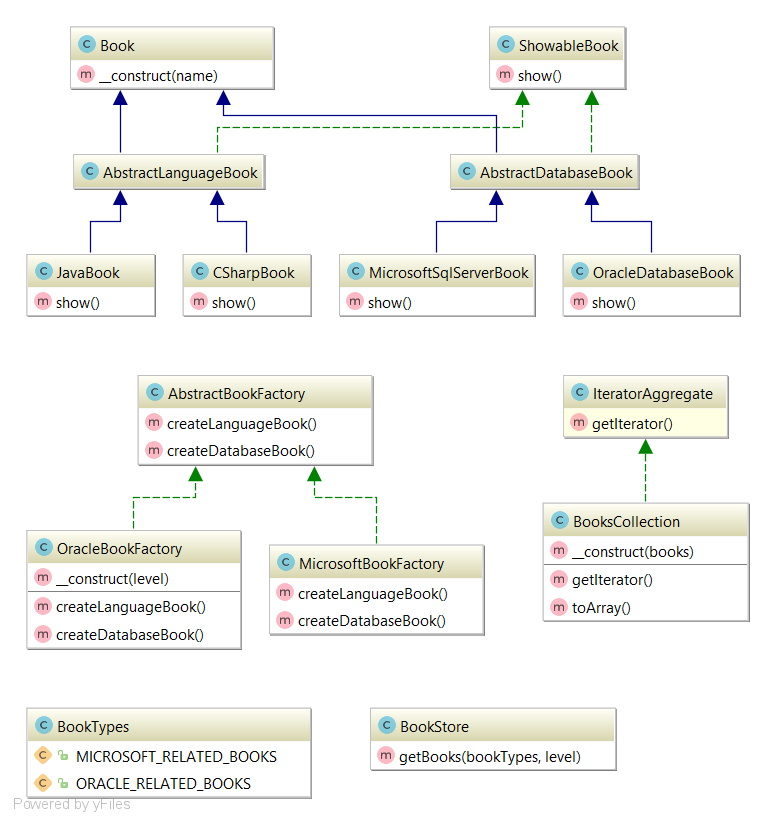 Book
__construct(name)
ShowableBook
show()
AbstractLanguageBook
AbstractDatabaseBook
JavaBook
show()
CSharpBook
show()
MicrosoftSqlServerBook
show()
OracleDatabaseBook
show()
AbstractBookFactory
createLanguageBook()
createDatabaseBook()
IteratorAggregate
getIterator()
OracleBookFactory
__construct(level)
createLanguageBook()
createDatabaseBook()
MicrosoftBookFactory
createLanguageBook()
createDatabaseBook()
BooksCollection
__construct(books)
getIterator()
toArray()
BookTypes
MICROSOFT_RELATED_BOOKS
ORACLE_RELATED_BOOKS
BookStore
getBooks(bookTypes, level)
Powered by yFiles